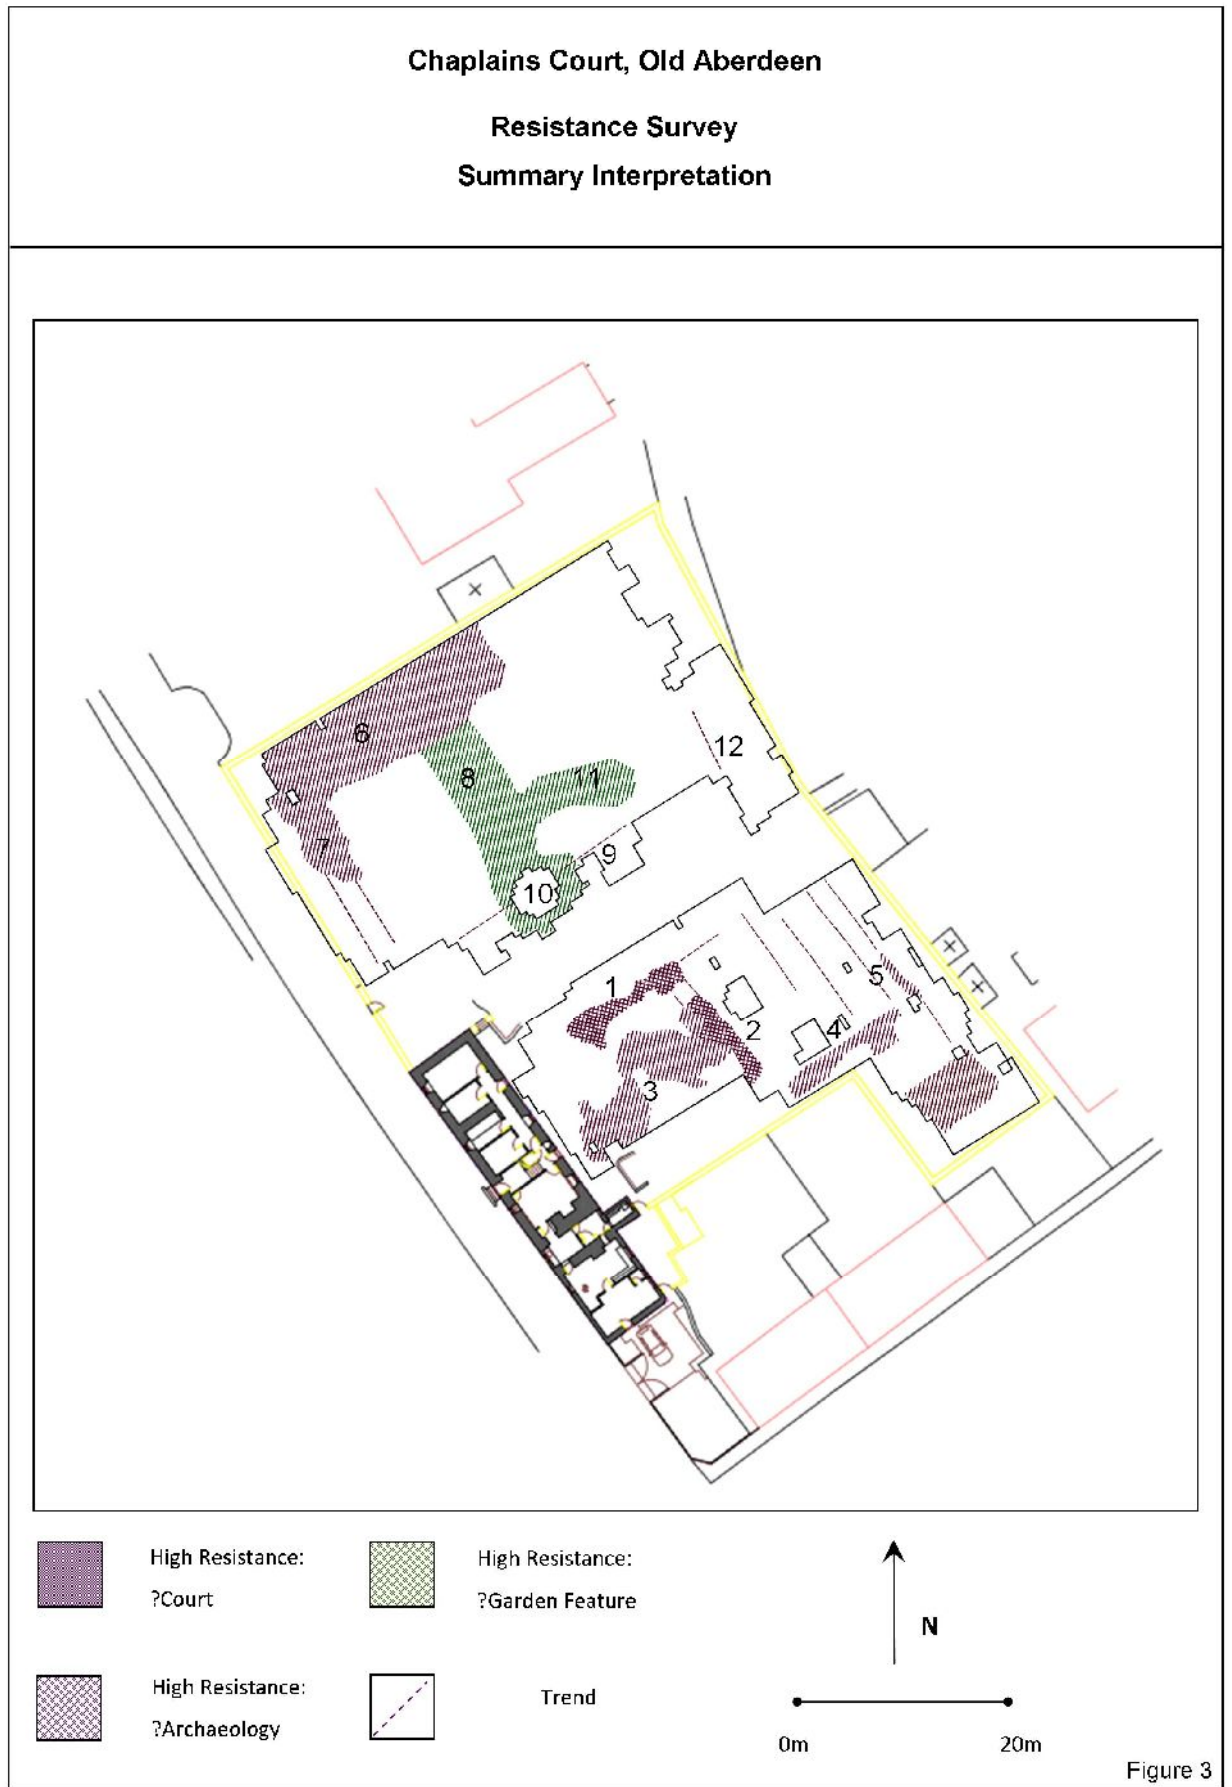 Chaplains Court, Old Aberdeen
Resistance Survey
Summary Interpretation
6
8
11
12
7
9
10
1
5
2
4
3
High Resistance:
?Court
High Resistance:
?Garden Feature
N
High Resistance:
?Archaeology
Trend
0m
20m
Figure 3